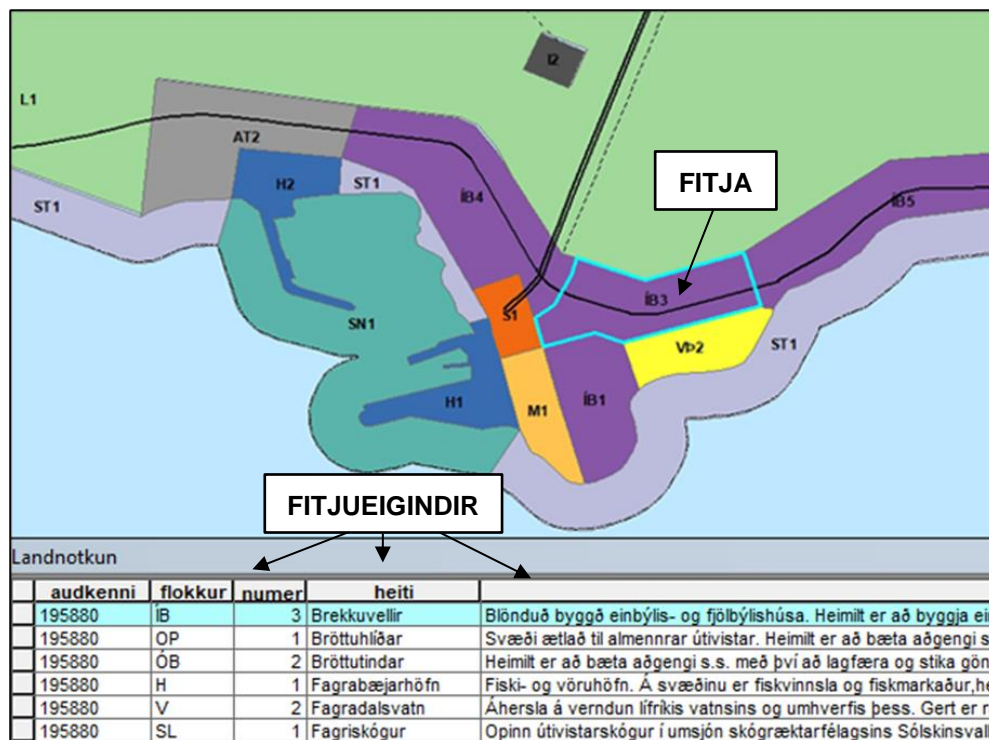 I2
L1
AT2
H2
ST1
ST1
ÍB4
FITJA
ÍB5
ÍB3
S1
SN1
VÞ2
ST1
H1
M1
ÍB1
FITJUEIGINDIR
Landnotkun
audkenni flokkur numer heiti
195880 ÍB 3 Brekkuvellir Blönduð byggð einbýlis- og fjölbýlishúsa. Heimilt er að byggja ei
195880 OP 1 Bröttuhlíðar Svæði ætlað til almennrar útivistar. Heimilt er að bæta aðgengi s
195880 ÓB 2 Bröttutindar Heimilt er að bæta aðgengi s.s. með því að lagfæra og stika gön
195880 H 1 Fagrabæjarhöfn Fiski- og vöruhöfn. Á svæðinu er fiskvinnsla og fiskmarkaður,he
195880 V 2 Fagradalsvatn Áhersla á verndun lífríkis vatnsins og umhverfis þess. Gert er r
195880 SL 1 Fagriskógur Opinn útivistarskógur í umsjón skógræktarfélagsins Sólskinsvall